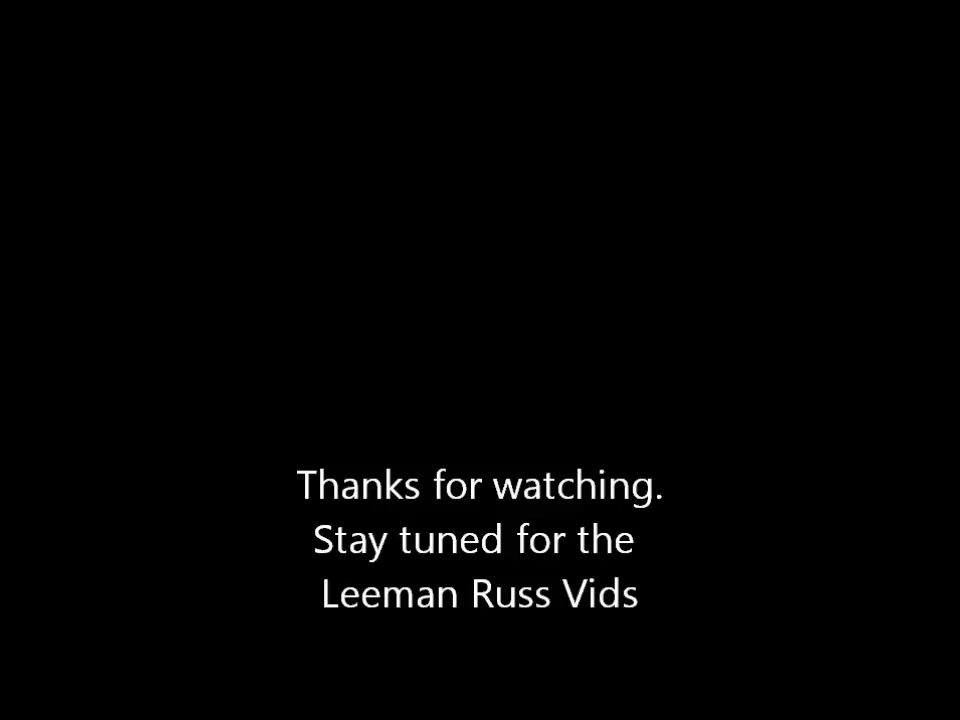 Thanks for watching.
Stay tuned for the
Leeman Russ Vids